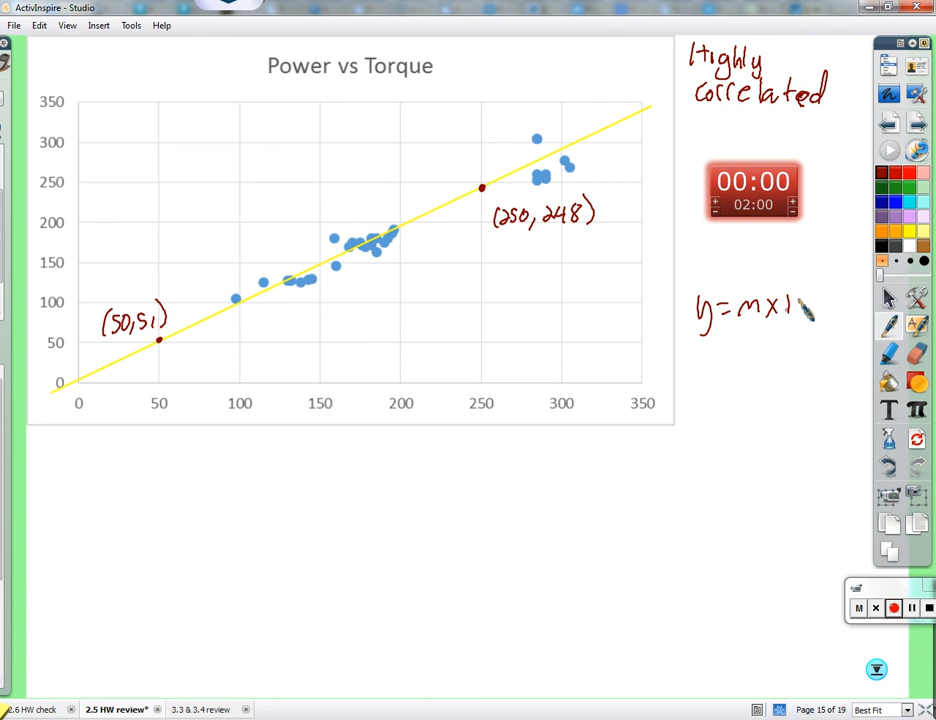 ActivInspire - Studio
File Edit View Insert Tools Help
Power vs Torque
350
300
250
200
150
100
50
0
0 50 100 150 200 250 300 350
(50,51)
(250, 248)
Highly
correlated
00:00
02:00
y = mx+
T π
M
2.6 HW check 2.5 HW review* 3.3 & 3.4 review
Page 15 of 19 Best Fit